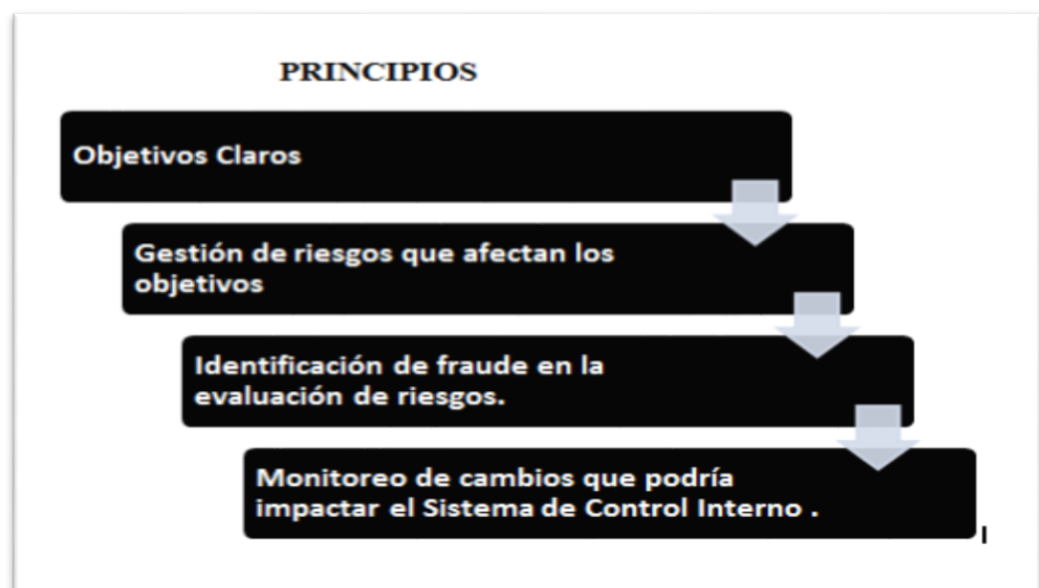 PRINCIPIOS
Objetivos Claros
Gestión de riesgos que afectan los
objetivos
Identificación de fraude en la
evaluación de riesgos.
Monitoreo de cambios que podría
impactar el Sistema de Control Interno .